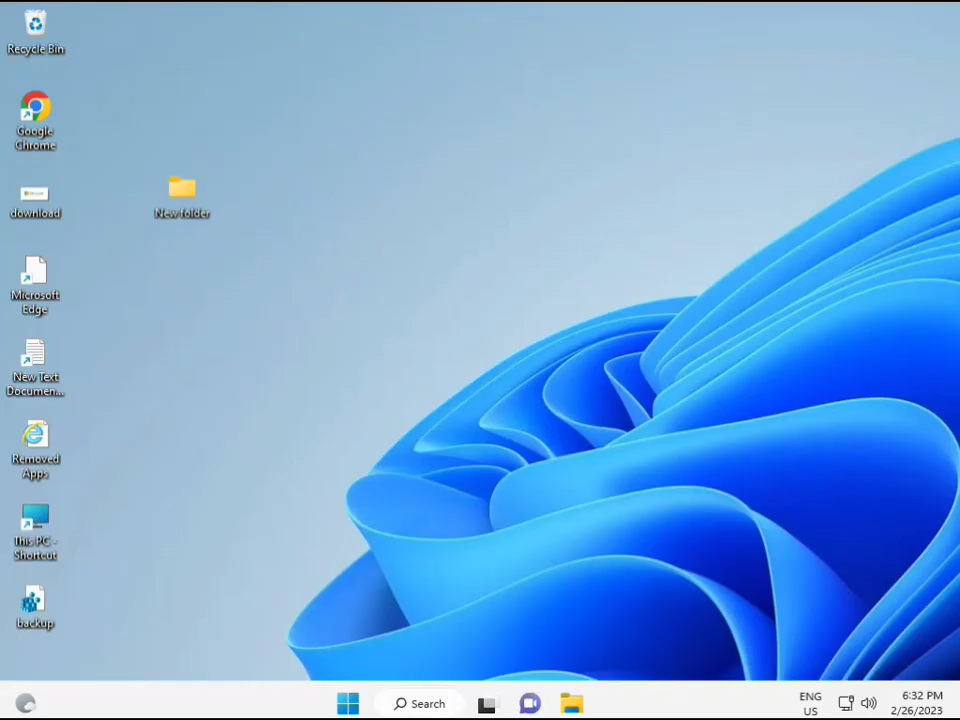 Recycle Bin
Google
Chrome
download
New folder
Microsoft
Edge
New Text
Documen...
Removed
Apps
This PC -
Shortcut
backup
Search
ENG
US
6:32 PM
2/26/2023